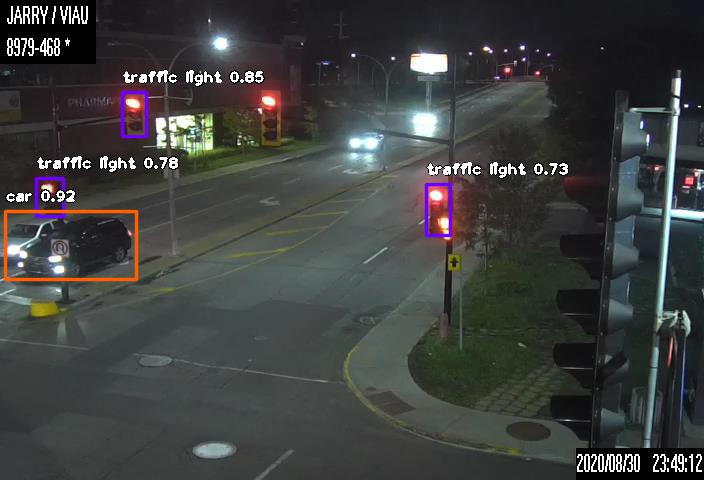 JARRY / VIAU
8979-468 *
traffic light 0.85
PHARM
traffic light 0.78
traffic light 0.73
car 0.92
2020/08/30 23:49:12